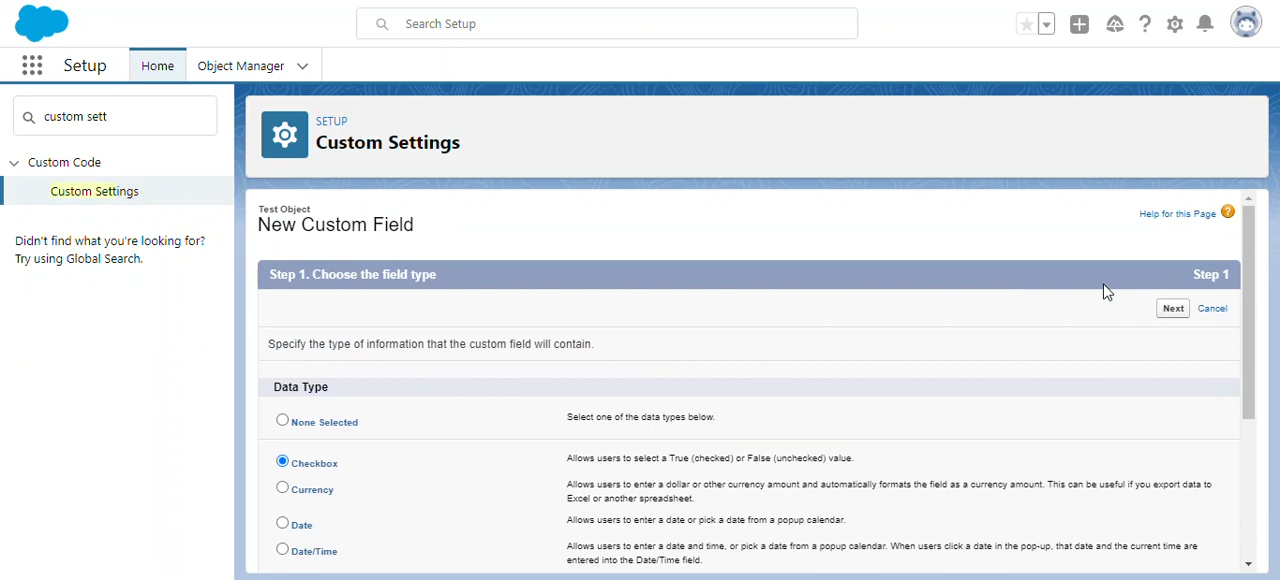 Search Setup
Setup
Home
Object Manager
custom sett
Custom Code
Custom Settings
Didn't find what you're looking for?
Try using Global Search.
SETUP
Custom Settings
Test Object
New Custom Field
Help for this Page
Step 1. Choose the field type
Step 1
Next
Cancel
Specify the type of information that the custom field will contain.
Data Type
None Selected
Select one of the data types below.
Checkbox
Allows users to select a True (checked) or False (unchecked) value.
Currency
Allows users to enter a dollar or other currency amount and automatically formats the field as a currency amount. This can be useful if you export data to
Excel or another spreadsheet.
Date
Allows users to enter a date or pick a date from a popup calendar.
Date/Time
Allows users to enter a date and time, or pick a date from a popup calendar. When users click a date in the pop-up, that date and the current time are
entered into the Date/Time field.